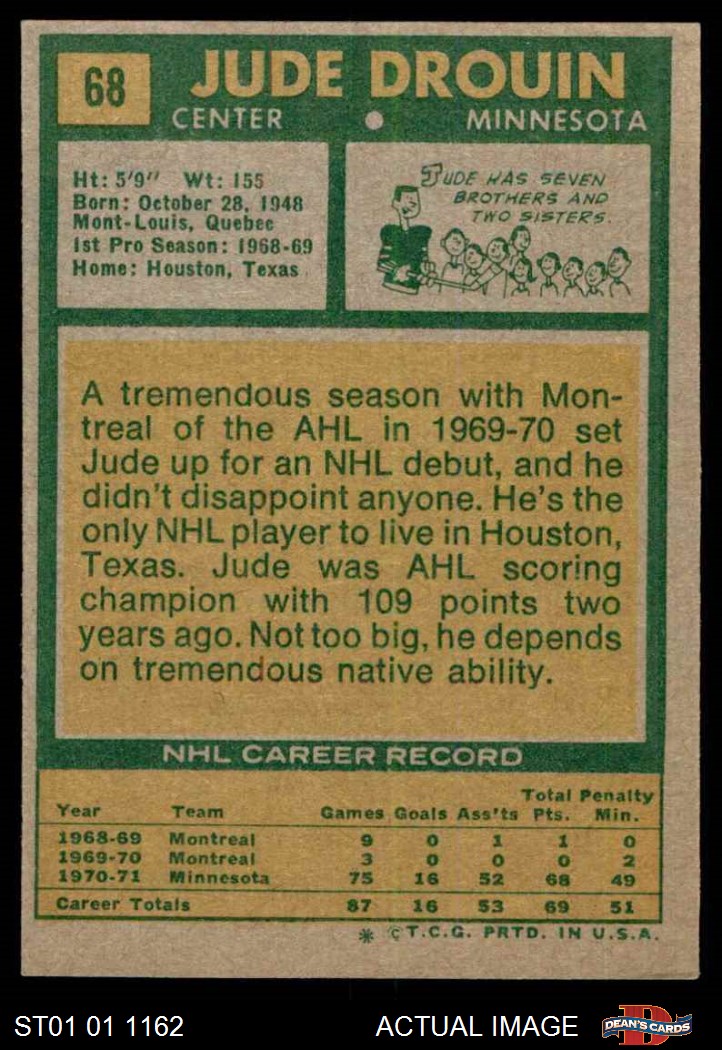 68
JUDE DROUIN
CENTER • MINNESOTA
Ht: 5'9" Wt: 155
Born: October 28, 1948
Mont-Louis, Quebec
1st Pro Season: 1968-69
Home: Houston, Texas
JUDE HAS SEVEN
BROTHERS AND
TWO SISTERS.
A tremendous season with Mon-
treal of the AHL in 1969-70 set
Jude up for an NHL debut, and he
didn't disappoint anyone. He's the
only NHL player to live in Houston,
Texas. Jude was AHL scoring
champion with 109 points two
years ago. Not too big, he depends
on tremendous native ability.
NHL CAREER RECORD
Total Penalty
Year Team Games Goals Ass'ts Pts. Min.
1968-69 Montreal 9 0 1 1 0
1969-70 Montreal 3 0 0 0 2
1970-71 Minnesota 75 16 52 68 49
Career Totals 87 16 53 69 51
* © T.C.G. PRTD. IN U.S.A.
ST01 01 1162 ACTUAL IMAGE DEAN'S CARDS